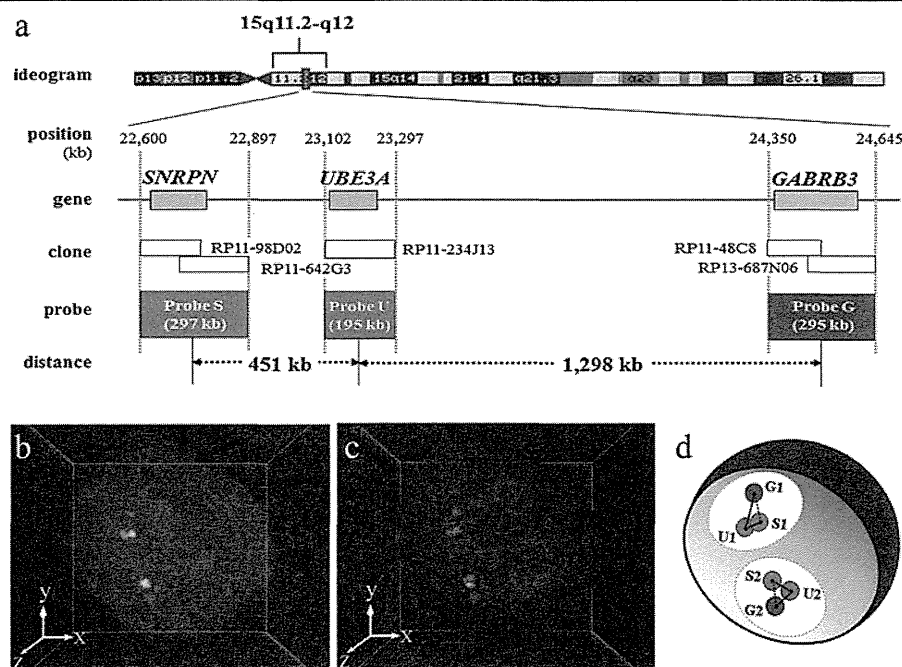 a
15q11.2-q12
ideogram
p13 p12 p11.2 11.2 12 15q14 21.1 q21.3 q23 26.1
position
(kb)
22,600 22,897 23,102 23,297 24,350 24,645
gene
SNRPN UBE3A GABRB3
clone
RP11-98D02 RP11-234J13 RP11-48C8
RP11-642G3 RP13-687N06
probe
Probe S Probe U Probe G
(297 kb) (195 kb) (295 kb)
distance
451 kb 1,298 kb
b c d
y x z
y x z
G1
U1 S1
S2 U2
G2